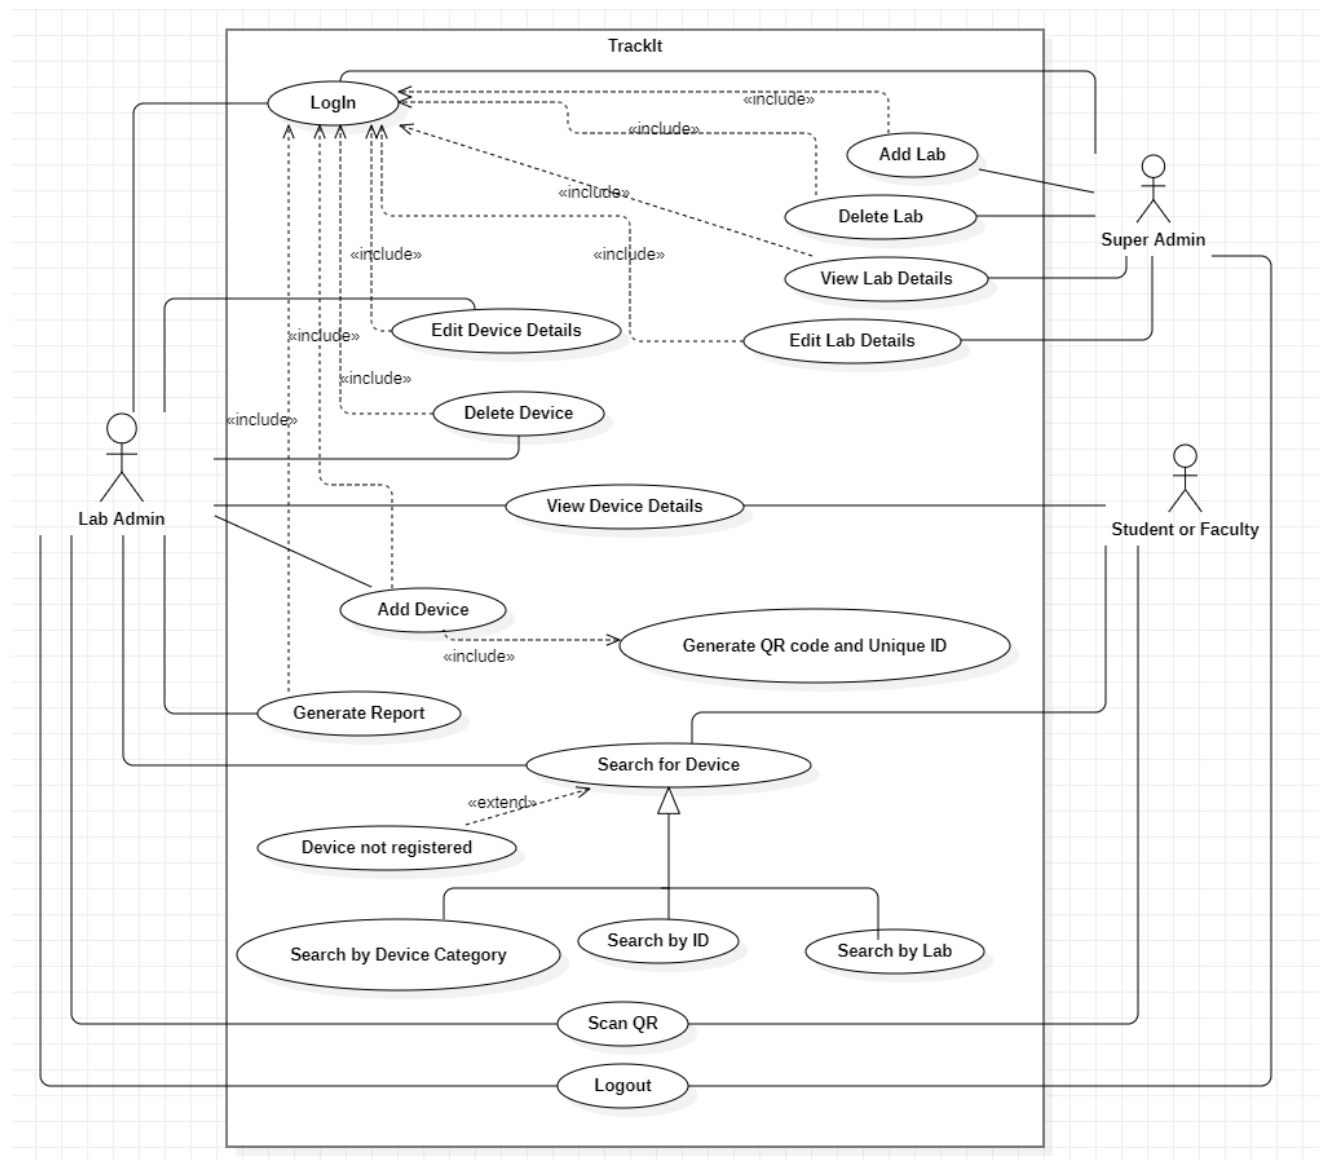 TrackIt
LogIn
«include»
«include»
Add Lab
«include»
Delete Lab
Super Admin
«include»
«include»
View Lab Details
«include»
Edit Device Details
Edit Lab Details
«include»
Delete Device
«include»
Lab Admin
View Device Details
Student or Faculty
Add Device
Generate QR code and Unique ID
«include»
Generate Report
Search for Device
«extend»
Device not registered
Search by Device Category
Search by ID
Search by Lab
Scan QR
Logout